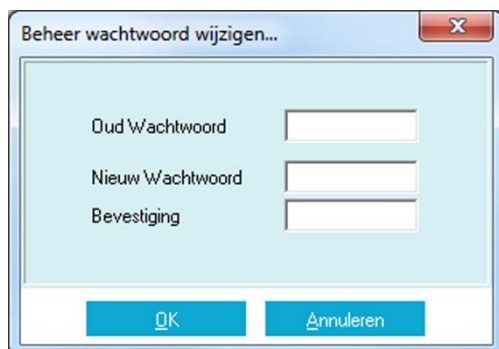 Beheer wachtwoord wijzigen...
Oud Wachtwoord
Nieuw Wachtwoord
Bevestiging
OK Annuleren